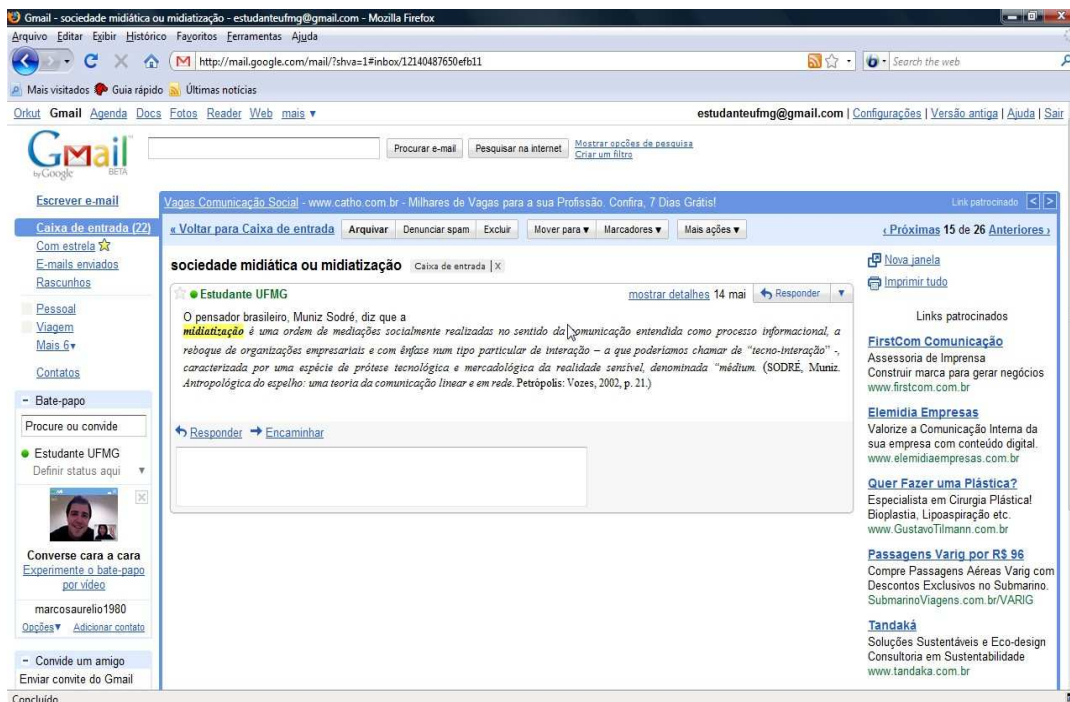 Gmail - sociedade midiática ou midiatização - estudanteufmg@gmail.com - Mozilla Firefox
Arquivo Editar Exibir Histórico Favoritos Ferramentas Ajuda
http://mail.google.com/mail/?shva=1#inbox/12140487650efb11
Search the web
Mais visitados Guia rápido Últimas notícias
Orkut Gmail Agenda Docs Fotos Reader Web mais ▼
estudanteufmg@gmail.com | Configurações | Versão antiga | Ajuda | Sair
Gmail
by Google BETA
Procurar e-mail Pesquisar na internet
Mostrar opções de pesquisa
Criar um filtro
Escrever e-mail
Caixa de entrada (22)
Com estrela
E-mails enviados
Rascunhos
Pessoal
Viagem
Mais 6▼
Contatos
− Bate-papo
Procure ou convide
Estudante UFMG
Definir status aqui ▼
Converse cara a cara
Experimente o bate-papo
por vídeo
marcosaurelio1980
Opções▼ Adicionar contato
− Convide um amigo
Enviar convite do Gmail
Vagas Comunicação Social - www.catho.com.br - Milhares de Vagas para a sua Profissão. Confira, 7 Dias Grátis!
Link patrocinado < >
« Voltar para Caixa de entrada Arquivar Denunciar spam Excluir Mover para ▼ Marcadores ▼ Mais ações ▼
‹ Próximas 15 de 26 Anteriores ›
sociedade midiática ou midiatização Caixa de entrada | X
Estudante UFMG
mostrar detalhes 14 mai Responder ▼
O pensador brasileiro, Muniz Sodré, diz que a
midiatização é uma ordem de mediações socialmente realizadas no sentido da comunicação entendida como processo informacional, a
reboque de organizações empresariais e com ênfase num tipo particular de interação – a que poderíamos chamar de “tecno-interação” -,
caracterizada por uma espécie de prótese tecnológica e mercadológica da realidade sensível, denominada “médium. (SODRÉ, Muniz.
Antropológica do espelho: uma teoria da comunicação linear e em rede. Petrópolis: Vozes, 2002, p. 21.)
Responder Encaminhar
Nova janela
Imprimir tudo
Links patrocinados
FirstCom Comunicação
Assessoria de Imprensa
Construir marca para gerar negócios
www.firstcom.com.br
Elemidia Empresas
Valorize a Comunicação Interna da
sua empresa com conteúdo digital.
www.elemidiaempresas.com.br
Quer Fazer uma Plástica?
Especialista em Cirurgia Plástica!
Bioplastia, Lipoaspiração etc.
www.GustavoTilmann.com.br
Passagens Varig por R$ 96
Compre Passagens Aéreas Varig com
Descontos Exclusivos no Submarino.
SubmarinoViagens.com.br/VARIG
Tandaká
Soluções Sustentáveis e Eco-design
Consultoria em Sustentabilidade
www.tandaka.com.br
Concluído